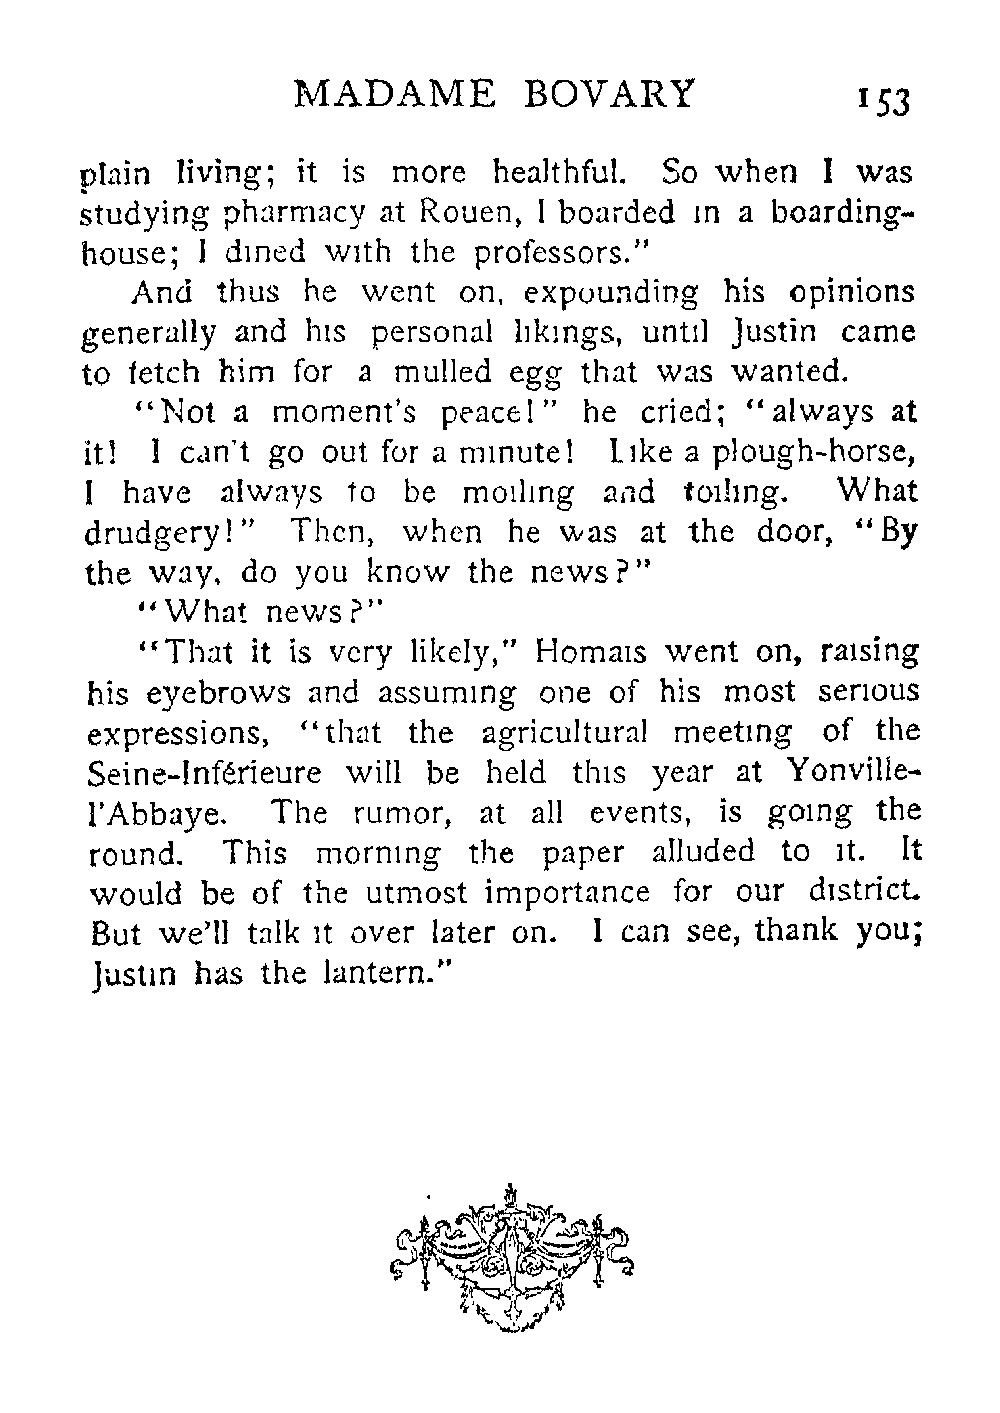 MADAME BOVARY 153
plain living; it is more healthful. So when I was
studying pharmacy at Rouen, I boarded in a boarding-
house; I dined with the professors."
And thus he went on, expounding his opinions
generally and his personal likings, until Justin came
to fetch him for a mulled egg that was wanted.
"Not a moment's peace!" he cried; "always at
it! I can't go out for a minute! Like a plough-horse,
I have always to be moiling and toiling. What
drudgery!" Then, when he was at the door, "By
the way, do you know the news?"
"What news?"
"That it is very likely," Homais went on, raising
his eyebrows and assuming one of his most serious
expressions, "that the agricultural meeting of the
Seine-Inférieure will be held this year at Yonville-
l'Abbaye. The rumor, at all events, is going the
round. This morning the paper alluded to it. It
would be of the utmost importance for our district.
But we'll talk it over later on. I can see, thank you;
Justin has the lantern."